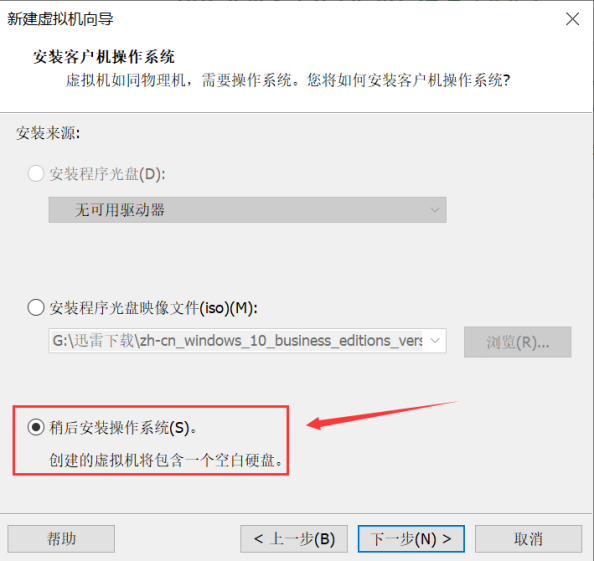 新建虚拟机向导
安装客户机操作系统
虚拟机如同物理机，需要操作系统。您将如何安装客户机操作系统?
安装来源:
安装程序光盘(D):
无可用驱动器
安装程序光盘映像文件(iso)(M):
G:\迅雷下载\zh-cn_windows_10_business_editions_vers
浏览(R)...
稍后安装操作系统(S)。
创建的虚拟机将包含一个空白硬盘。
帮助
< 上一步(B)
下一步(N) >
取消